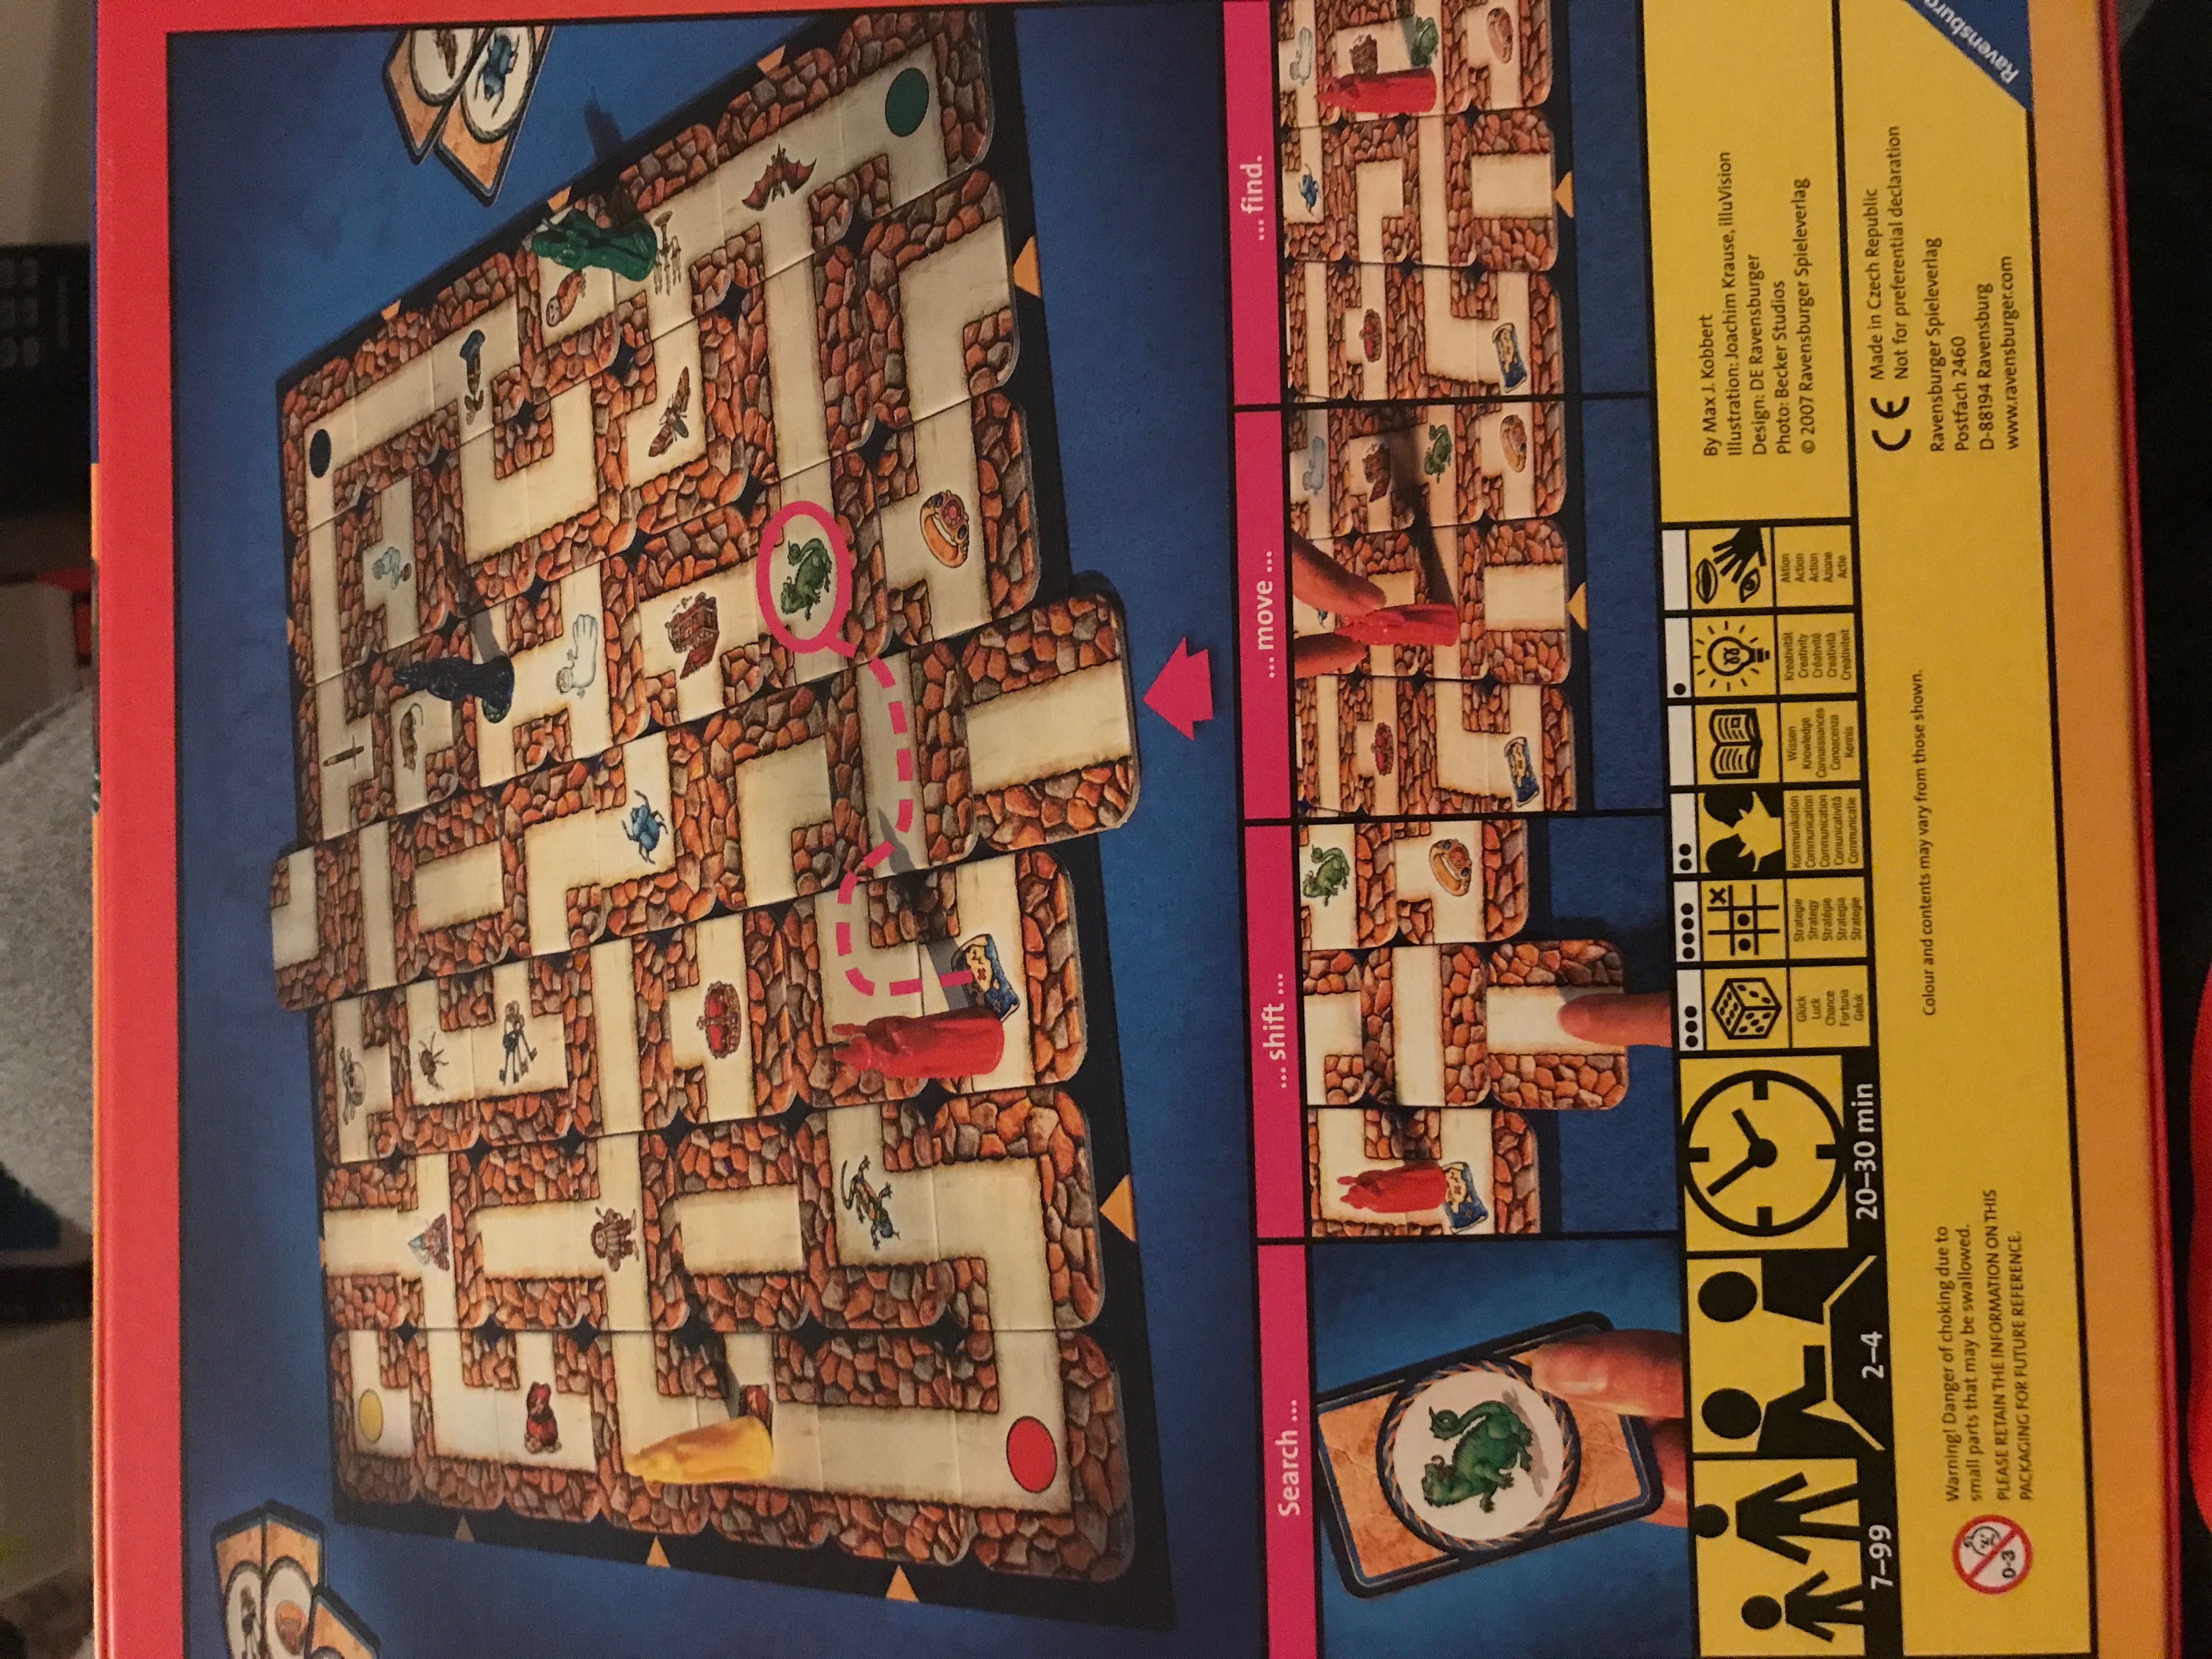 Search ...
... shift ...
... move ...
... find.
7–99
2–4
20–30 min
Glück
Luck
Chance
Fortuna
Geluk
Strategie
Strategy
Stratégie
Strategia
Strategie
Kommunikation
Communication
Communication
Comunicatività
Communicatie
Wissen
Knowledge
Connaissances
Conoscenza
Kennis
Kreativität
Creativity
Créativité
Creatività
Creativiteit
Aktion
Action
Action
Azione
Actie
By Max J. Kobbert
Illustration: Joachim Krause, illuVision
Design: DE Ravensburger
Photo: Becker Studios
© 2007 Ravensburger Spieleverlag
0-3
Warning! Danger of choking due to
small parts that may be swallowed.
PLEASE RETAIN THE INFORMATION ON THIS
PACKAGING FOR FUTURE REFERENCE.
Colour and contents may vary from those shown.
CE
Made in Czech Republic
Not for preferential declaration
Ravensburger Spieleverlag
Postfach 2460
D-88194 Ravensburg
www.ravensburger.com
Ravensburg